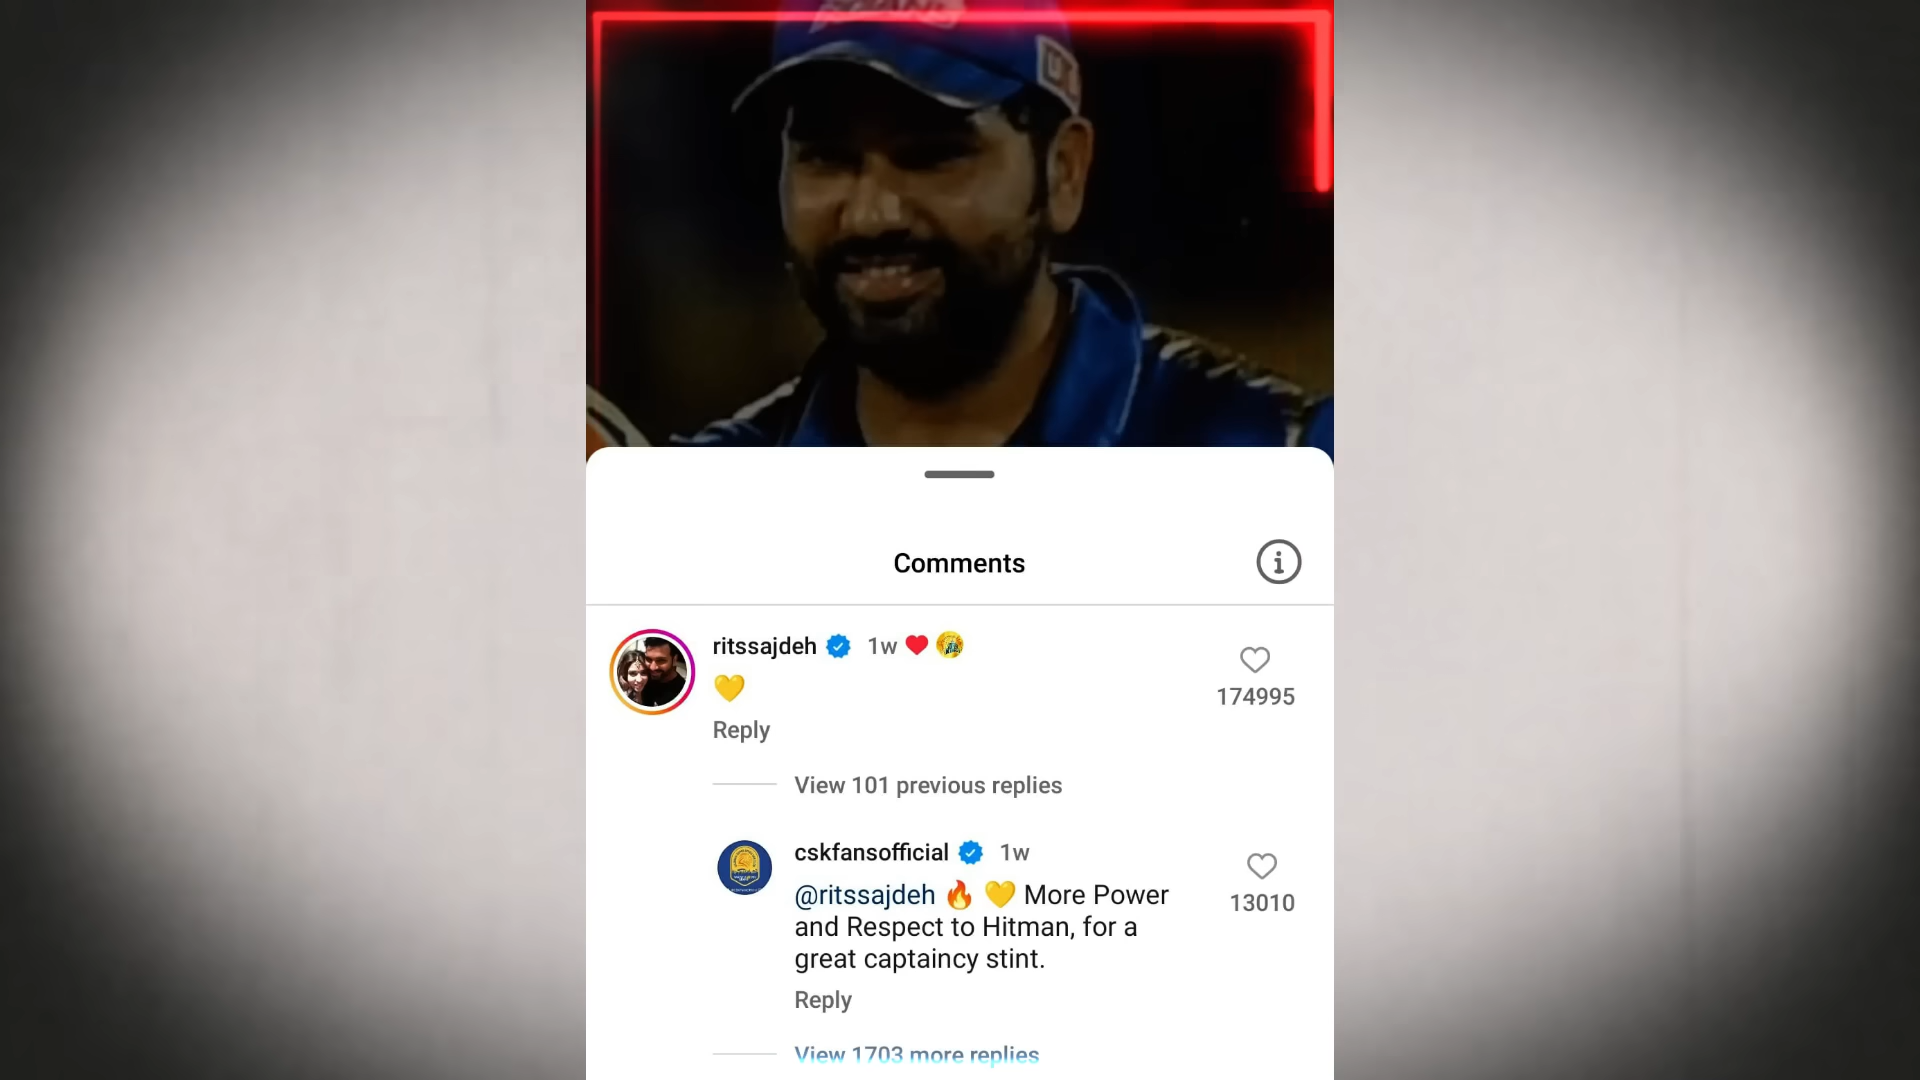 Comments
ritssajdeh 1w ❤️
💛
174995
Reply
View 101 previous replies
cskfansofficial 1w
@ritssajdeh 🔥 💛 More Power
and Respect to Hitman, for a
great captaincy stint.
13010
Reply
View 1703 more replies